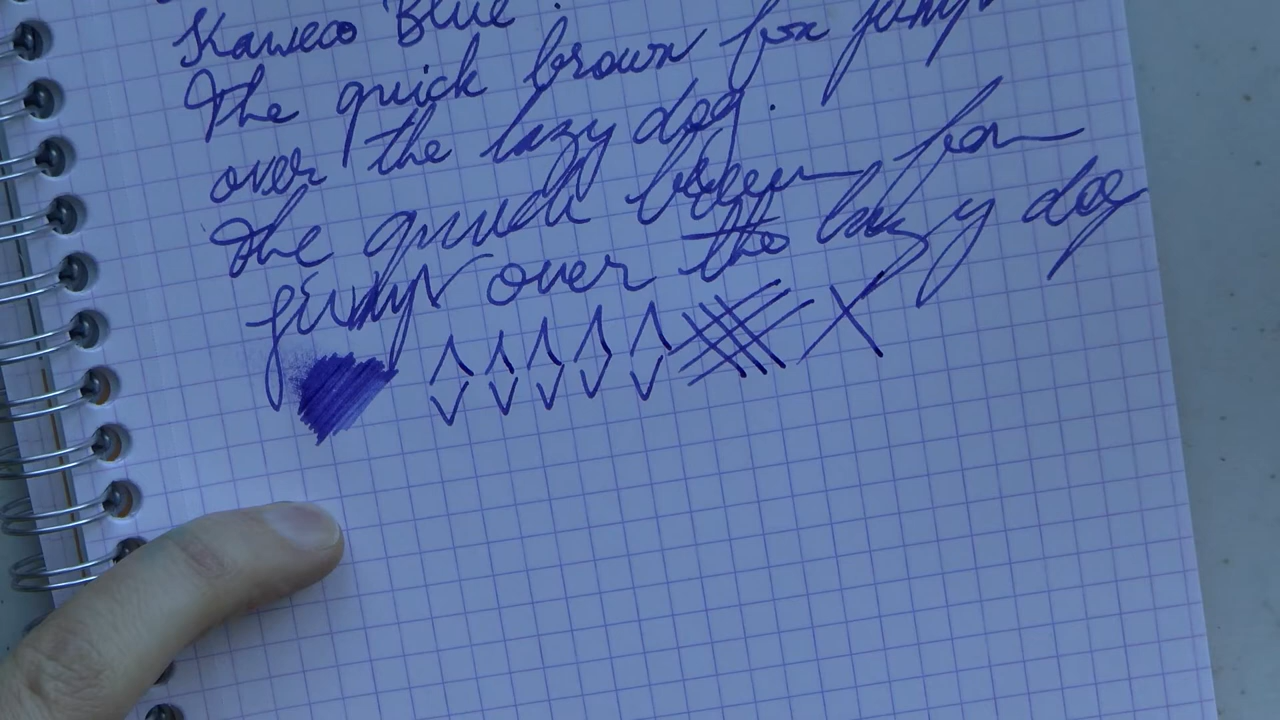 Kaweco Blue.
The quick brown fox jumps
over the lazy dog.
The quick brown fox
jumps over the lazy dog